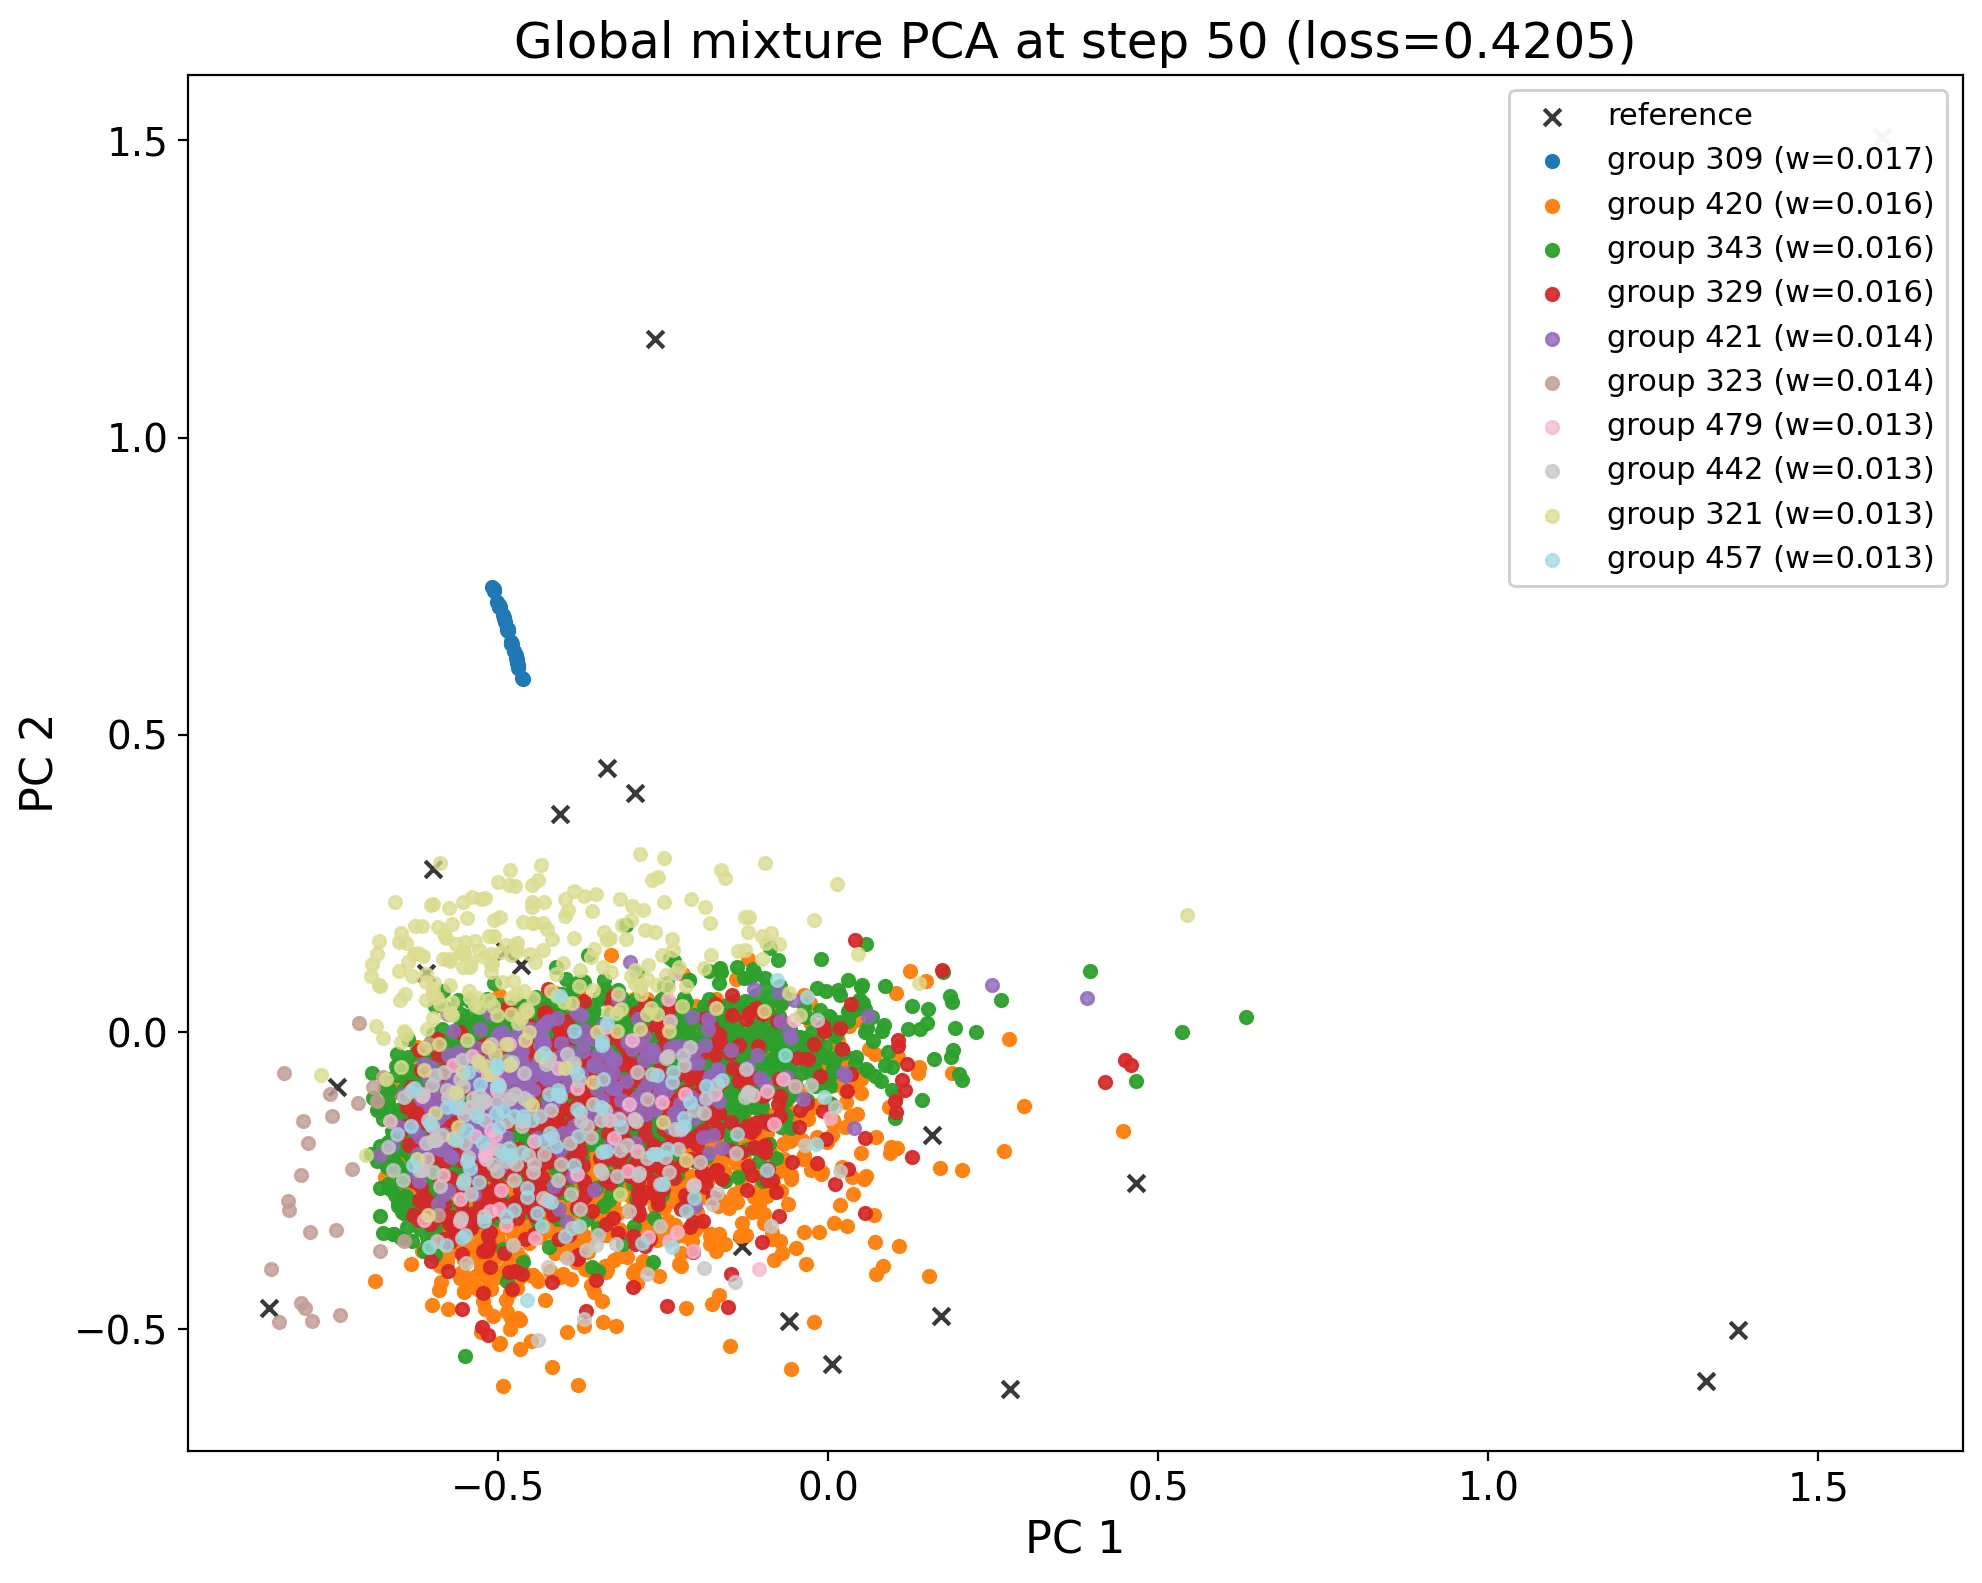 Global mixture PCA at step 50 (loss=0.4205)
reference
group 309 (w=0.017)
group 420 (w=0.016)
group 343 (w=0.016)
group 329 (w=0.016)
group 421 (w=0.014)
group 323 (w=0.014)
group 479 (w=0.013)
group 442 (w=0.013)
group 321 (w=0.013)
group 457 (w=0.013)
1.5
1.0
0.5
0.0
−0.5
PC 2
−0.5
0.0
0.5
1.0
1.5
PC 1